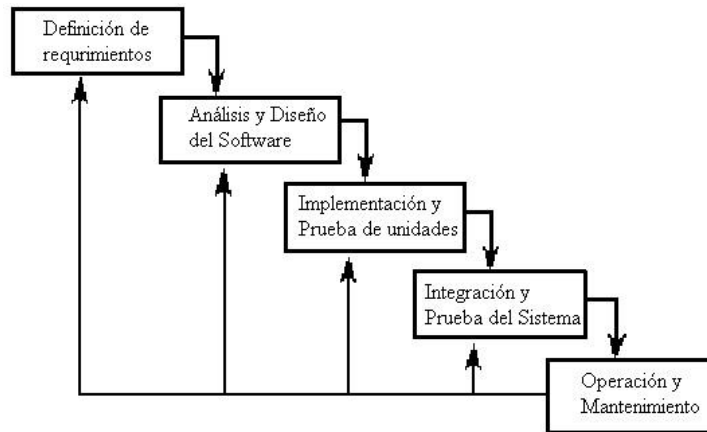 Definición de
requrimientos
Análisis y Diseño
del Software
Implementación y
Prueba de unidades
Integración y
Prueba del Sistema
Operación y
Mantenimiento